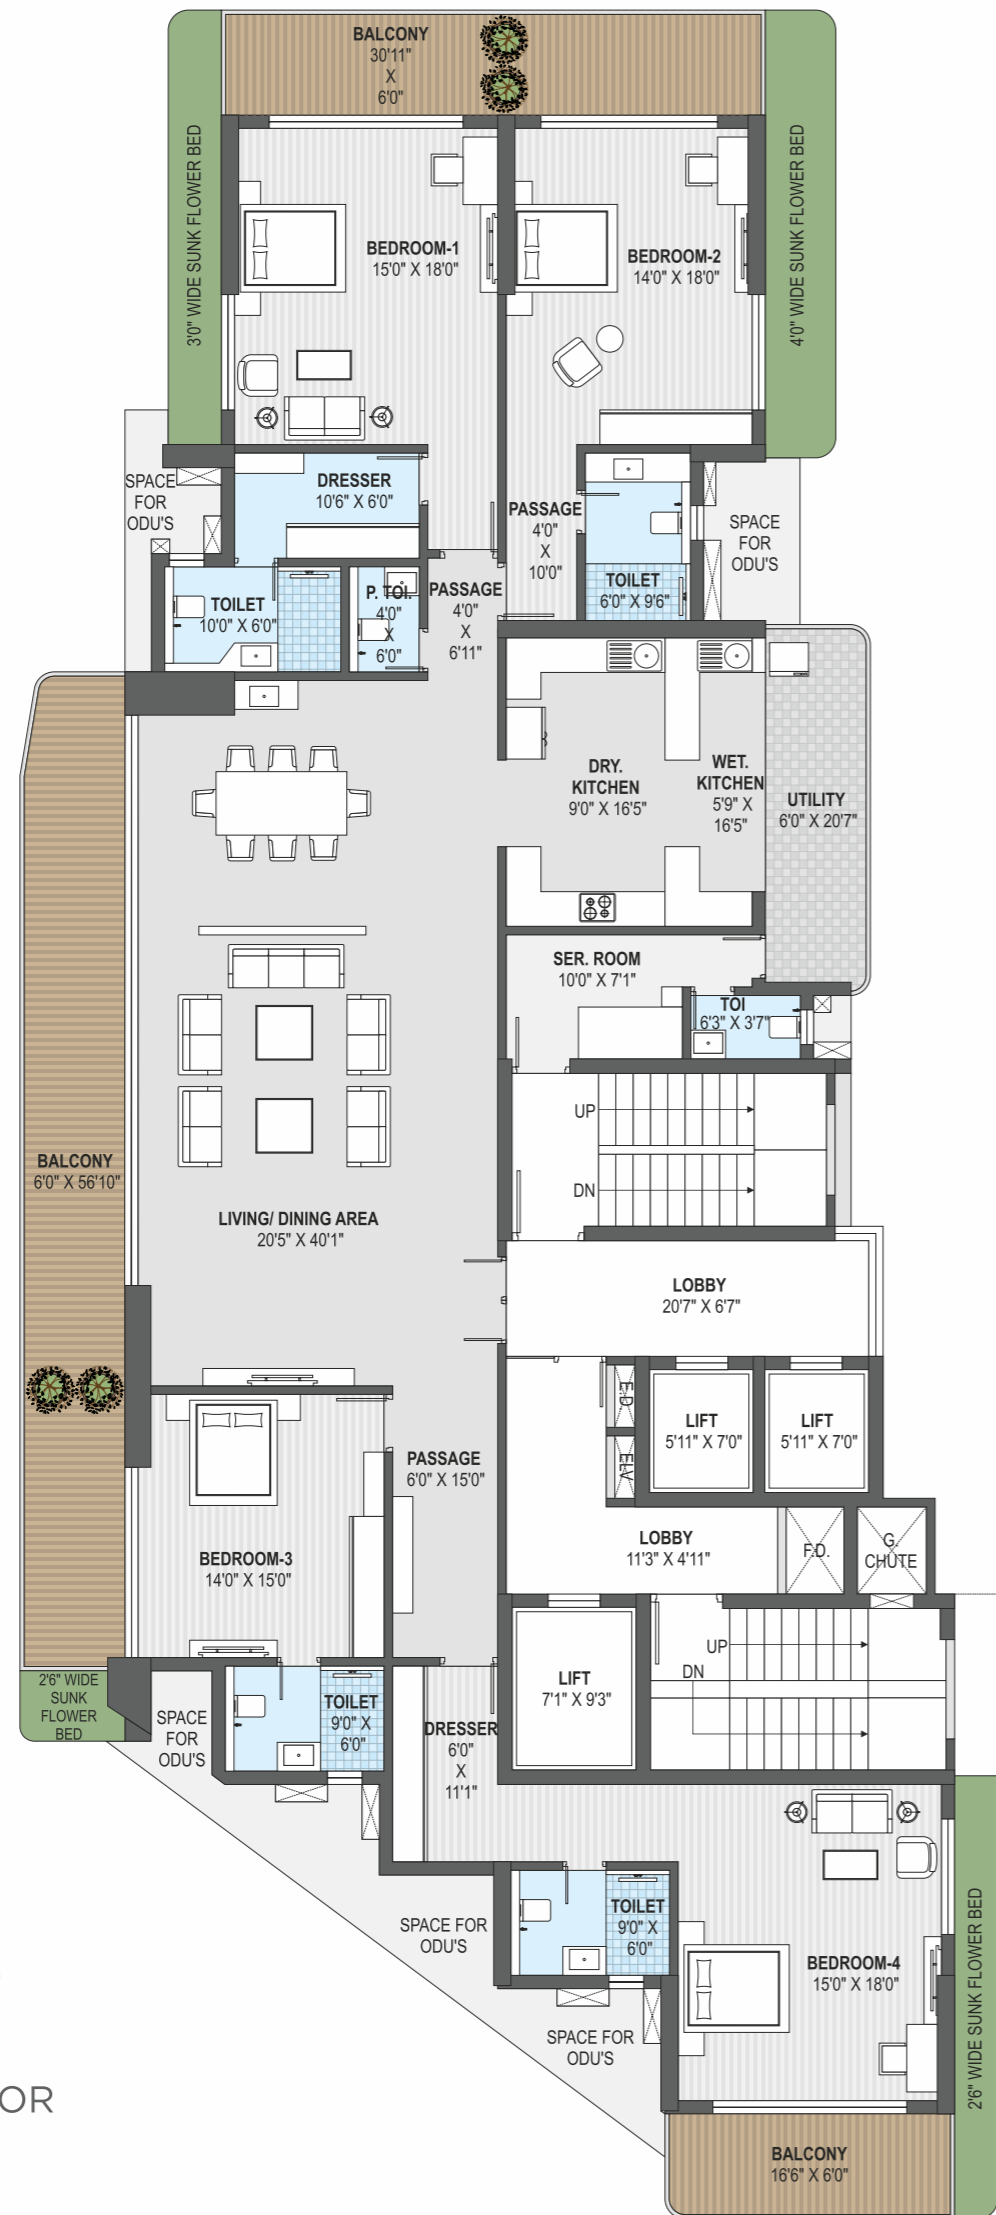 BALCONY
30'11"
X
6'0"
3'0" WIDE SUNK FLOWER BED
4'0" WIDE SUNK FLOWER BED
BEDROOM-1
15'0" X 18'0"
BEDROOM-2
14'0" X 18'0"
SPACE
FOR
ODU'S
DRESSER
10'6" X 6'0"
PASSAGE
4'0"
X
10'0"
SPACE
FOR
ODU'S
TOILET
10'0" X 6'0"
P. TOI.
4'0"
X
6'0"
PASSAGE
4'0"
X
6'11"
TOILET
6'0" X 9'6"
DRY.
KITCHEN
9'0" X 16'5"
WET.
KITCHEN
5'9" X
16'5"
UTILITY
6'0" X 20'7"
SER. ROOM
10'0" X 7'1"
TOI
6'3" X 3'7"
UP
DN
BALCONY
6'0" X 56'10"
LIVING/ DINING AREA
20'5" X 40'1"
LOBBY
20'7" X 6'7"
E.D
ELV
LIFT
5'11" X 7'0"
LIFT
5'11" X 7'0"
PASSAGE
6'0" X 15'0"
LOBBY
11'3" X 4'11"
F.D.
G.
CHUTE
BEDROOM-3
14'0" X 15'0"
UP
DN
LIFT
7'1" X 9'3"
2'6" WIDE
SUNK
FLOWER
BED
SPACE
FOR
ODU'S
TOILET
9'0" X
6'0"
DRESSER
6'0"
X
11'1"
SPACE FOR
ODU'S
TOILET
9'0" X
6'0"
BEDROOM-4
15'0" X 18'0"
2'6" WIDE SUNK FLOWER BED
SPACE FOR
ODU'S
OR
BALCONY
16'6" X 6'0"